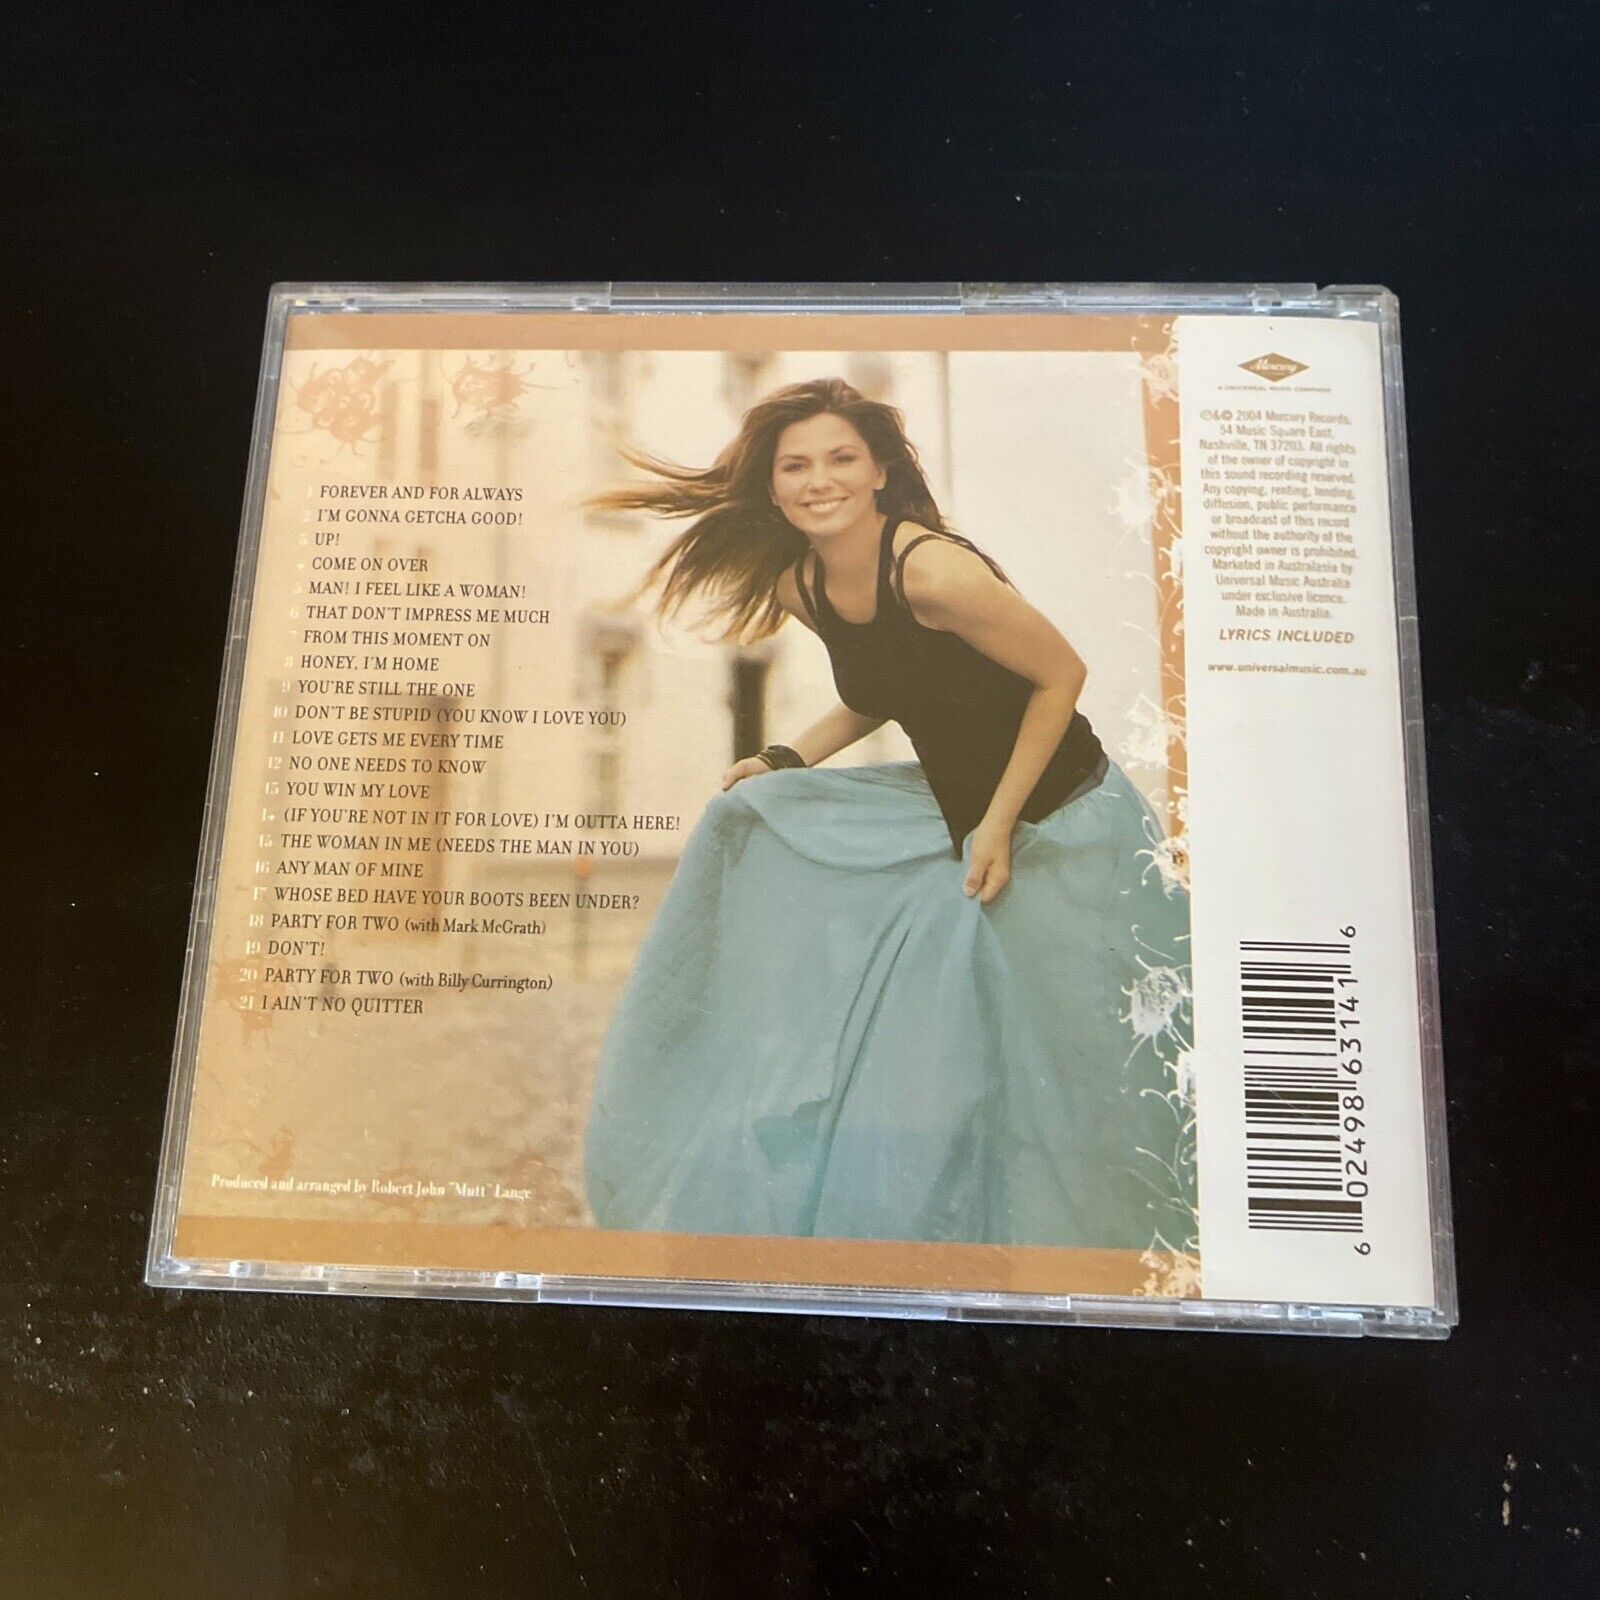 1 FOREVER AND FOR ALWAYS
2 I'M GONNA GETCHA GOOD!
3 UP!
4 COME ON OVER
5 MAN! I FEEL LIKE A WOMAN!
6 THAT DON'T IMPRESS ME MUCH
7 FROM THIS MOMENT ON
8 HONEY, I'M HOME
9 YOU'RE STILL THE ONE
10 DON'T BE STUPID (YOU KNOW I LOVE YOU)
11 LOVE GETS ME EVERY TIME
12 NO ONE NEEDS TO KNOW
13 YOU WIN MY LOVE
14 (IF YOU'RE NOT IN IT FOR LOVE) I'M OUTTA HERE!
15 THE WOMAN IN ME (NEEDS THE MAN IN YOU)
16 ANY MAN OF MINE
17 WHOSE BED HAVE YOUR BOOTS BEEN UNDER?
18 PARTY FOR TWO (with Mark McGrath)
19 DON'T!
20 PARTY FOR TWO (with Billy Currington)
21 I AIN'T NO QUITTER
Produced and arranged by Robert John "Mutt" Lange
Mercury
A UNIVERSAL MUSIC COMPANY
℗&© 2004 Mercury Records,
54 Music Square East,
Nashville, TN 37203. All rights
of the owner of copyright in
this sound recording reserved.
Any copying, renting, lending,
diffusion, public performance
or broadcast of this record
without the authority of the
copyright owner is prohibited.
Marketed in Australasia by
Universal Music Australia
under exclusive licence.
Made in Australia.
LYRICS INCLUDED
www.universalmusic.com.au
6 02498 63141 6